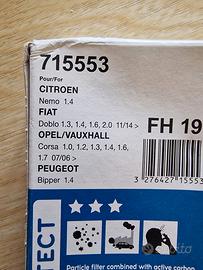 715553
Pour/For
CITROEN
Nemo 1.4
FIAT
Doblo 1.3, 1.4, 1.6, 2.0 11/14 >
FH 19
OPEL/VAUXHALL
Corsa 1.0, 1.2, 1.3, 1.4, 1.6,
1.7 07/06 >
PEUGEOT
Bipper 1.4
3 276427 15553
TECT
Particle filter combined with active carbon